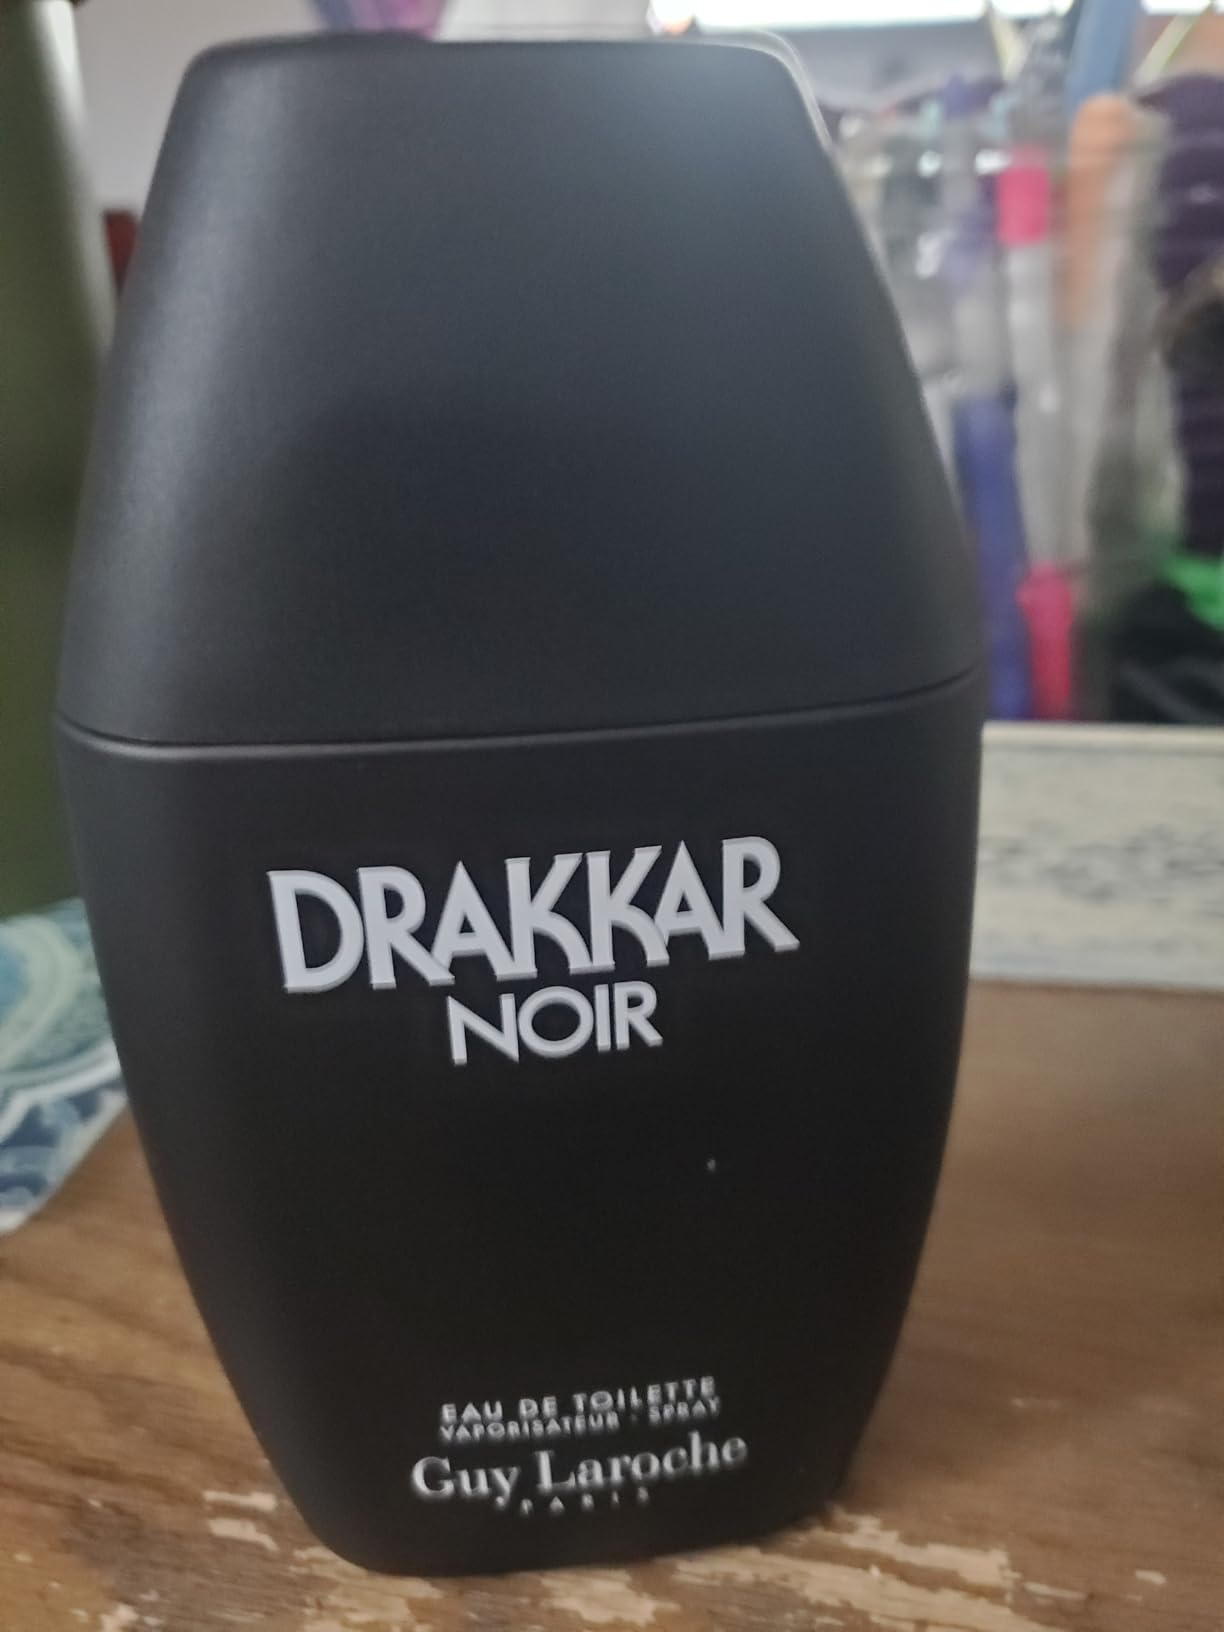 DRAKKAR
NOIR
EAU DE TOILETTE
VAPORISATEUR · SPRAY
Guy Laroche
PARIS